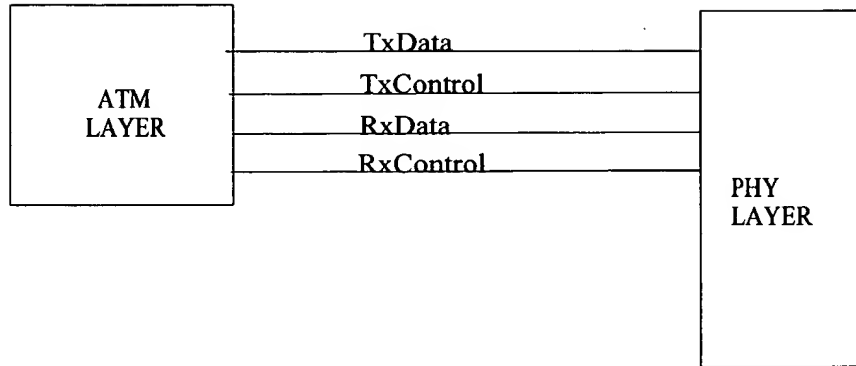 TxData
TxControl
RxData
RxControl
ATM
LAYER
PHY
LAYER